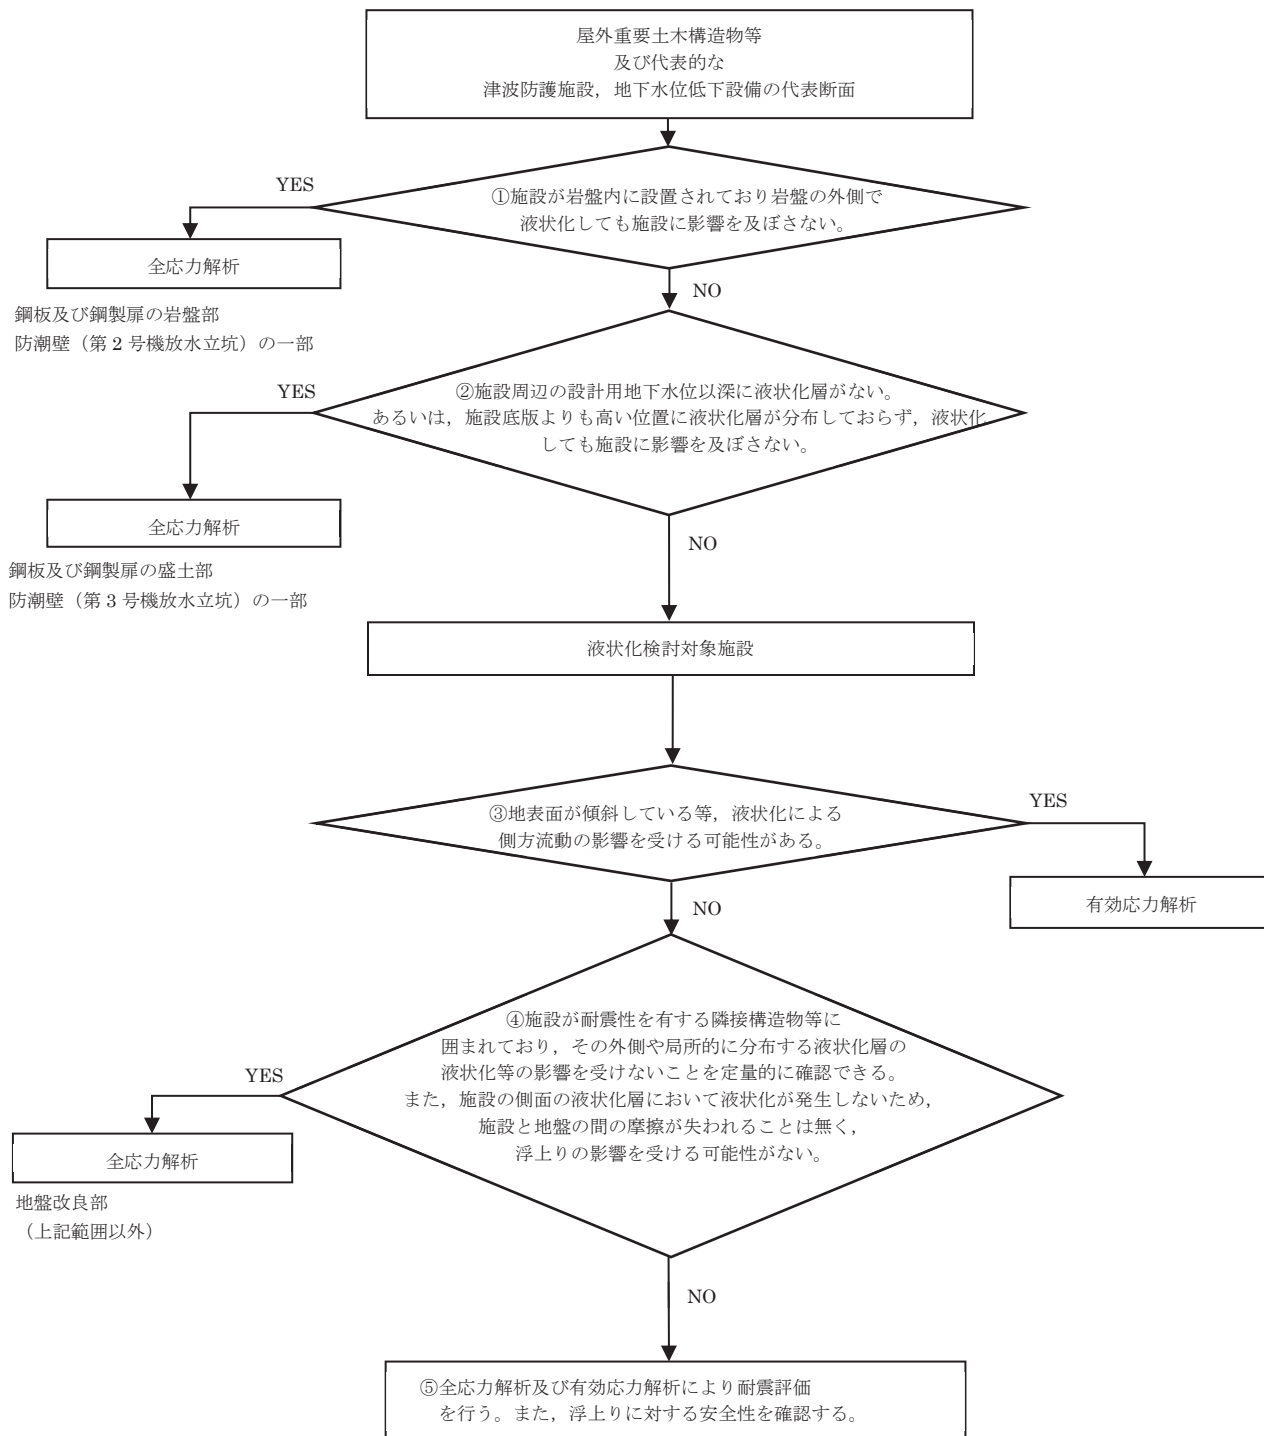 屋外重要土木構造物等
及び代表的な
津波防護施設，地下水位低下設備の代表断面
YES
①施設が岩盤内に設置されており岩盤の外側で
液状化しても施設に影響を及ぼさない。
全応力解析
NO
鋼板及び鋼製扉の岩盤部
防潮壁（第 2 号機放水立坑）の一部
YES
②施設周辺の設計用地下水位以深に液状化層がない。
あるいは，施設底版よりも高い位置に液状化層が分布しておらず，液状化
しても施設に影響を及ぼさない。
全応力解析
NO
鋼板及び鋼製扉の盛土部
防潮壁（第 3 号機放水立坑）の一部
液状化検討対象施設
YES
③地表面が傾斜している等，液状化による
側方流動の影響を受ける可能性がある。
有効応力解析
NO
④施設が耐震性を有する隣接構造物等に
囲まれており，その外側や局所的に分布する液状化層の
液状化等の影響を受けないことを定量的に確認できる。
YES
また，施設の側面の液状化層において液状化が発生しないため，
施設と地盤の間の摩擦が失われることは無く，
浮上りの影響を受ける可能性がない。
全応力解析
地盤改良部
（上記範囲以外）
NO
⑤全応力解析及び有効応力解析により耐震評価
を行う。また，浮上りに対する安全性を確認する。